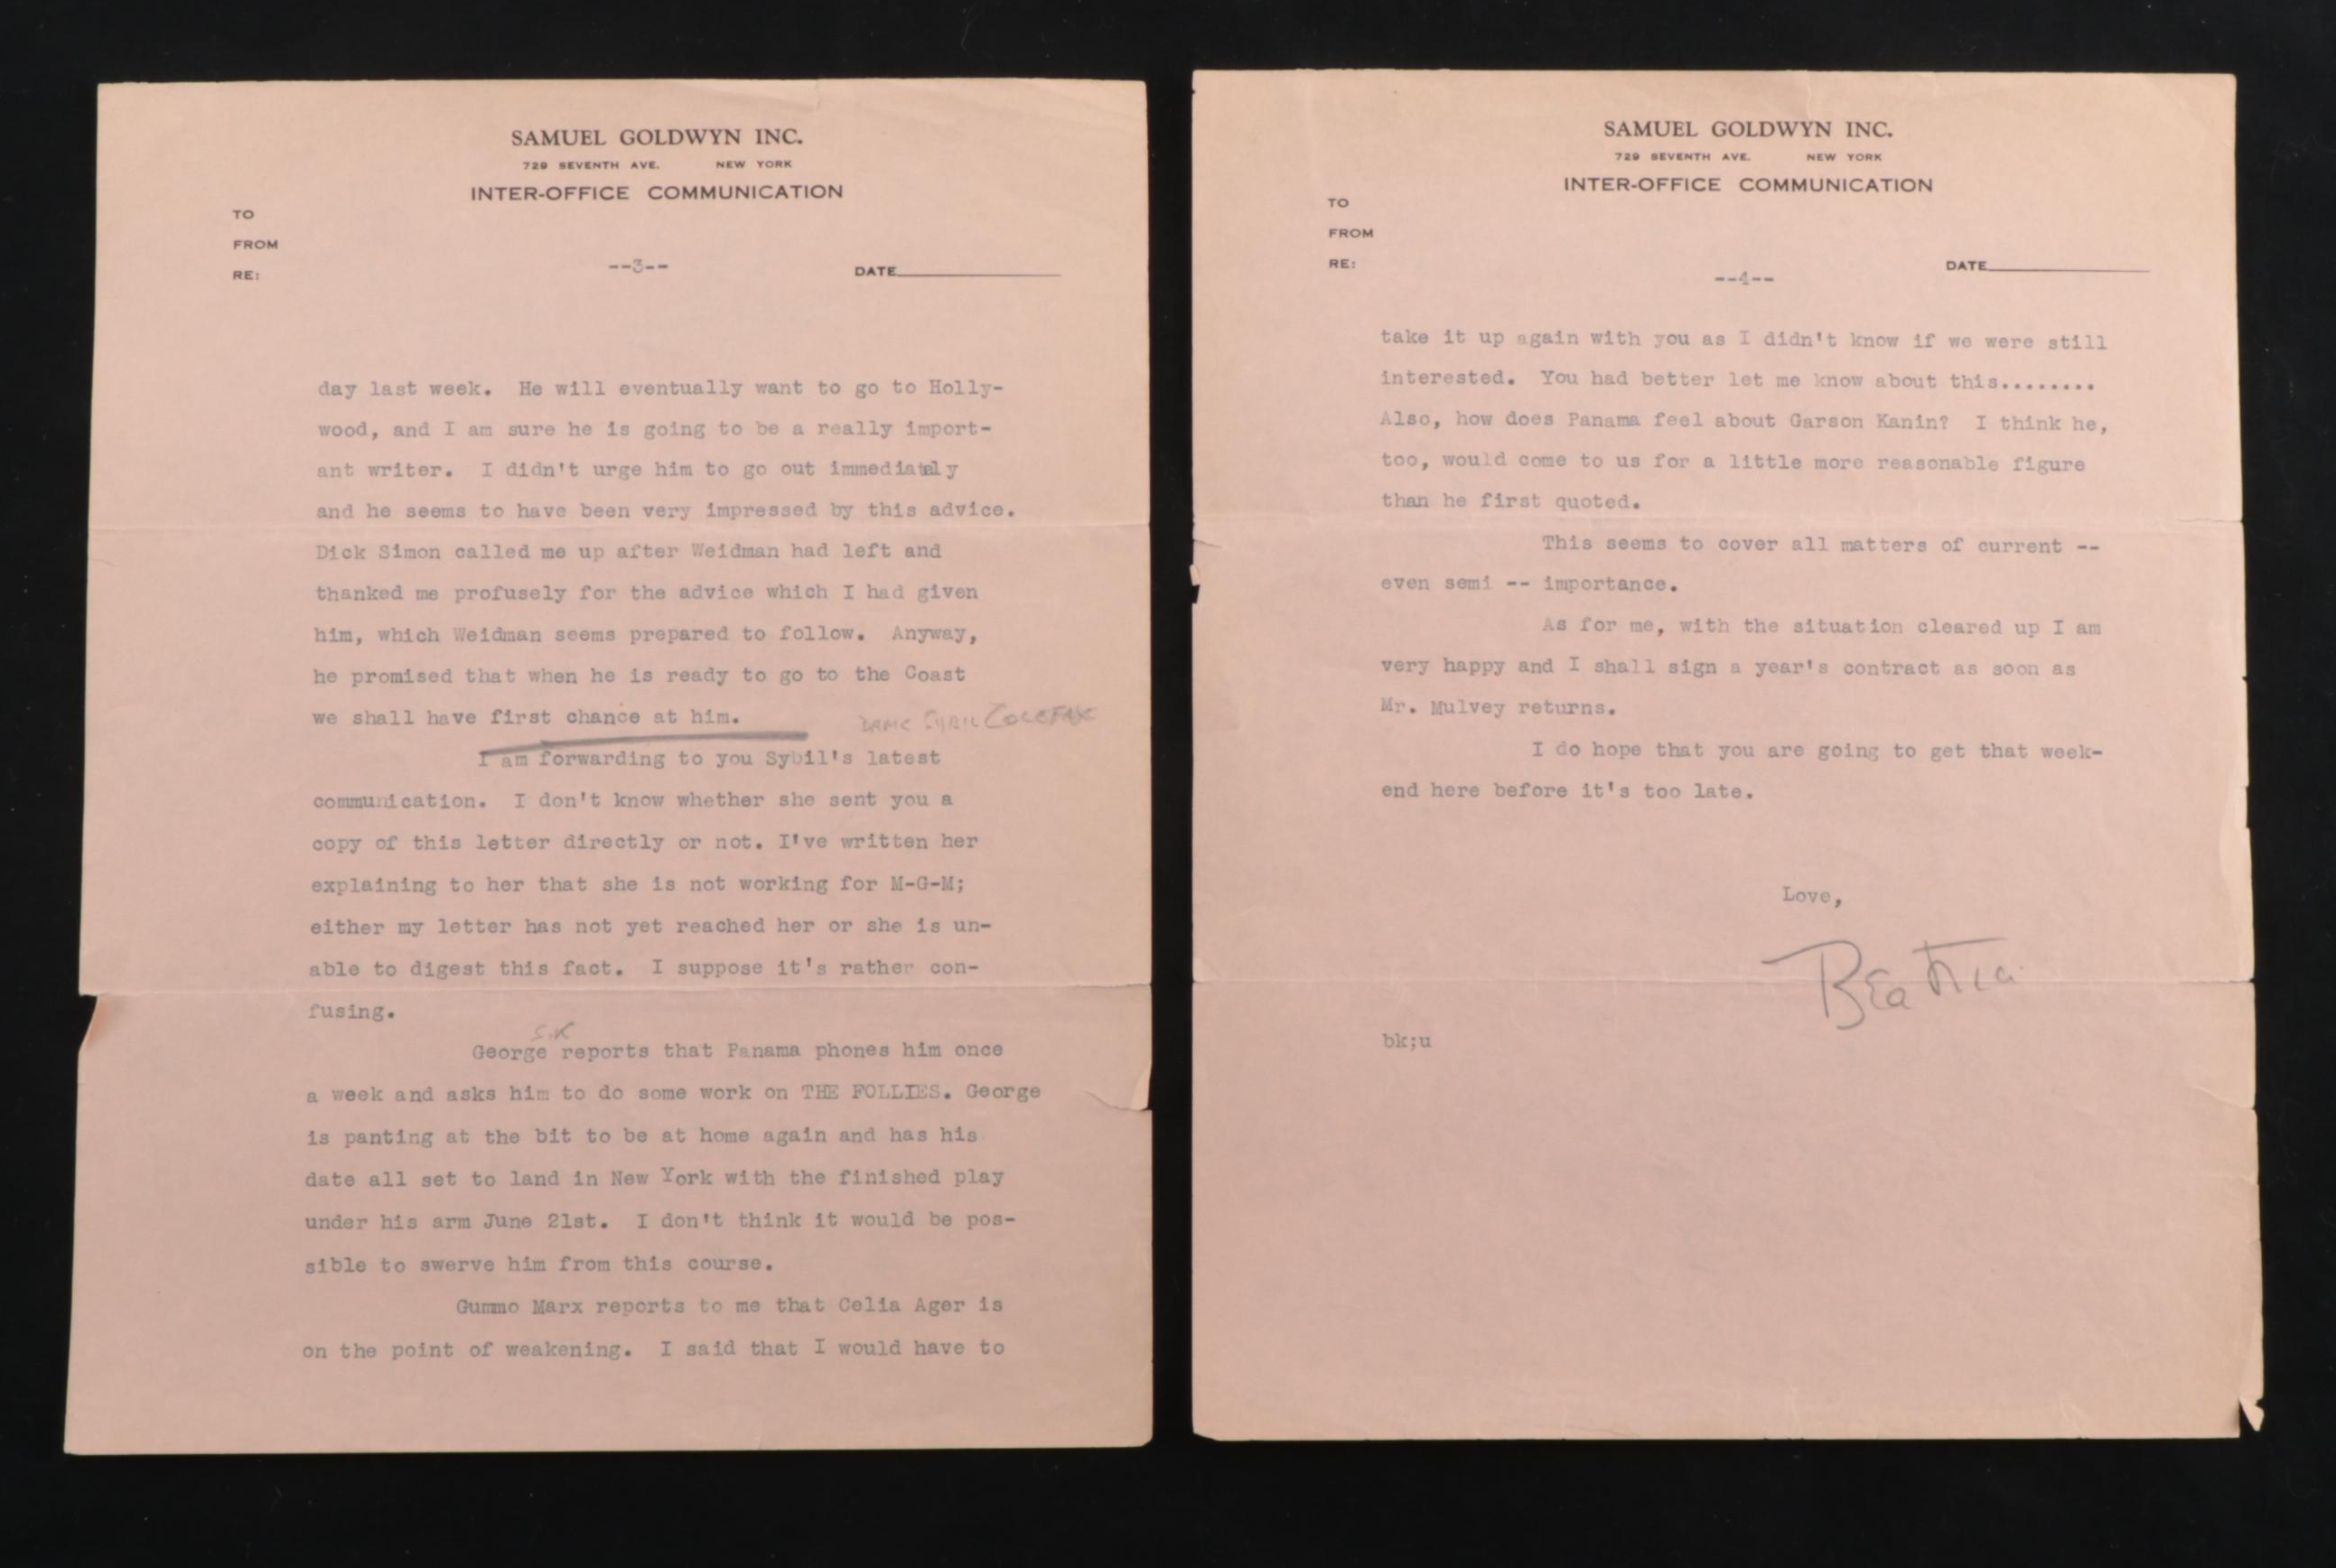 SAMUEL GOLDWYN INC.
729 SEVENTH AVE. NEW YORK
INTER-OFFICE COMMUNICATION
TO
FROM
RE:
--3--
DATE
day last week. He will eventually want to go to Holly-
wood, and I am sure he is going to be a really import-
ant writer. I didn't urge him to go out immediately
and he seems to have been very impressed by this advice.
Dick Simon called me up after Weidman had left and
thanked me profusely for the advice which I had given
him, which Weidman seems prepared to follow. Anyway,
he promised that when he is ready to go to the Coast
we shall have first chance at him.
DAME SYBIL COLEFAX
I am forwarding to you Sybil's latest
communication. I don't know whether she sent you a
copy of this letter directly or not. I've written her
explaining to her that she is not working for M-G-M;
either my letter has not yet reached her or she is un-
able to digest this fact. I suppose it's rather con-
fusing.
S.K
George reports that Panama phones him once
a week and asks him to do some work on THE FOLLIES. George
is panting at the bit to be at home again and has his
date all set to land in New York with the finished play
under his arm June 21st. I don't think it would be pos-
sible to swerve him from this course.
Gummo Marx reports to me that Celia Ager is
on the point of weakening. I said that I would have to
SAMUEL GOLDWYN INC.
729 SEVENTH AVE. NEW YORK
INTER-OFFICE COMMUNICATION
TO
FROM
RE:
DATE
--4--
take it up again with you as I didn't know if we were still
interested. You had better let me know about this........
Also, how does Panama feel about Garson Kanin? I think he,
too, would come to us for a little more reasonable figure
than he first quoted.
This seems to cover all matters of current --
even semi -- importance.
As for me, with the situation cleared up I am
very happy and I shall sign a year's contract as soon as
Mr. Mulvey returns.
I do hope that you are going to get that week-
end here before it's too late.
Love,
Beatrice
bk;u